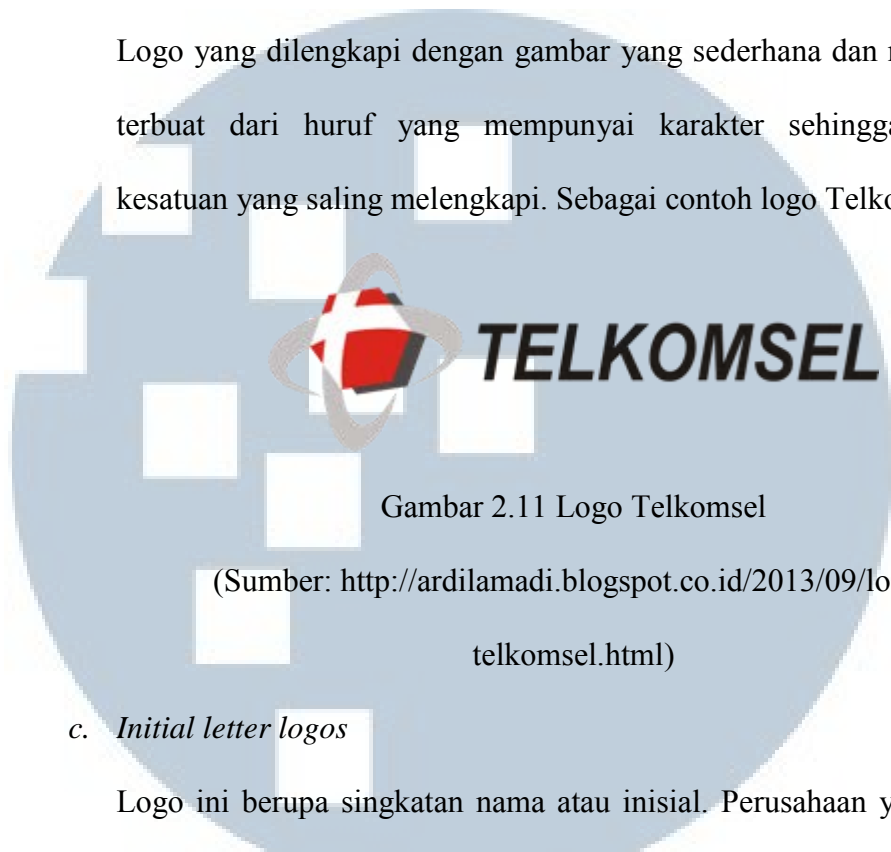 Logo yang dilengkapi dengan gambar yang sederhana dan
terbuat dari huruf yang mempunyai karakter sehingga
kesatuan yang saling melengkapi. Sebagai contoh logo
TELKOMSEL
Gambar 2.11 Logo Telkomsel
(Sumber: http://ardilamadi.blogspot.co.id/2013/09/lo
telkomsel.html)
c. Initial letter logos
Logo ini berupa singkatan nama atau inisial. Perusahaan